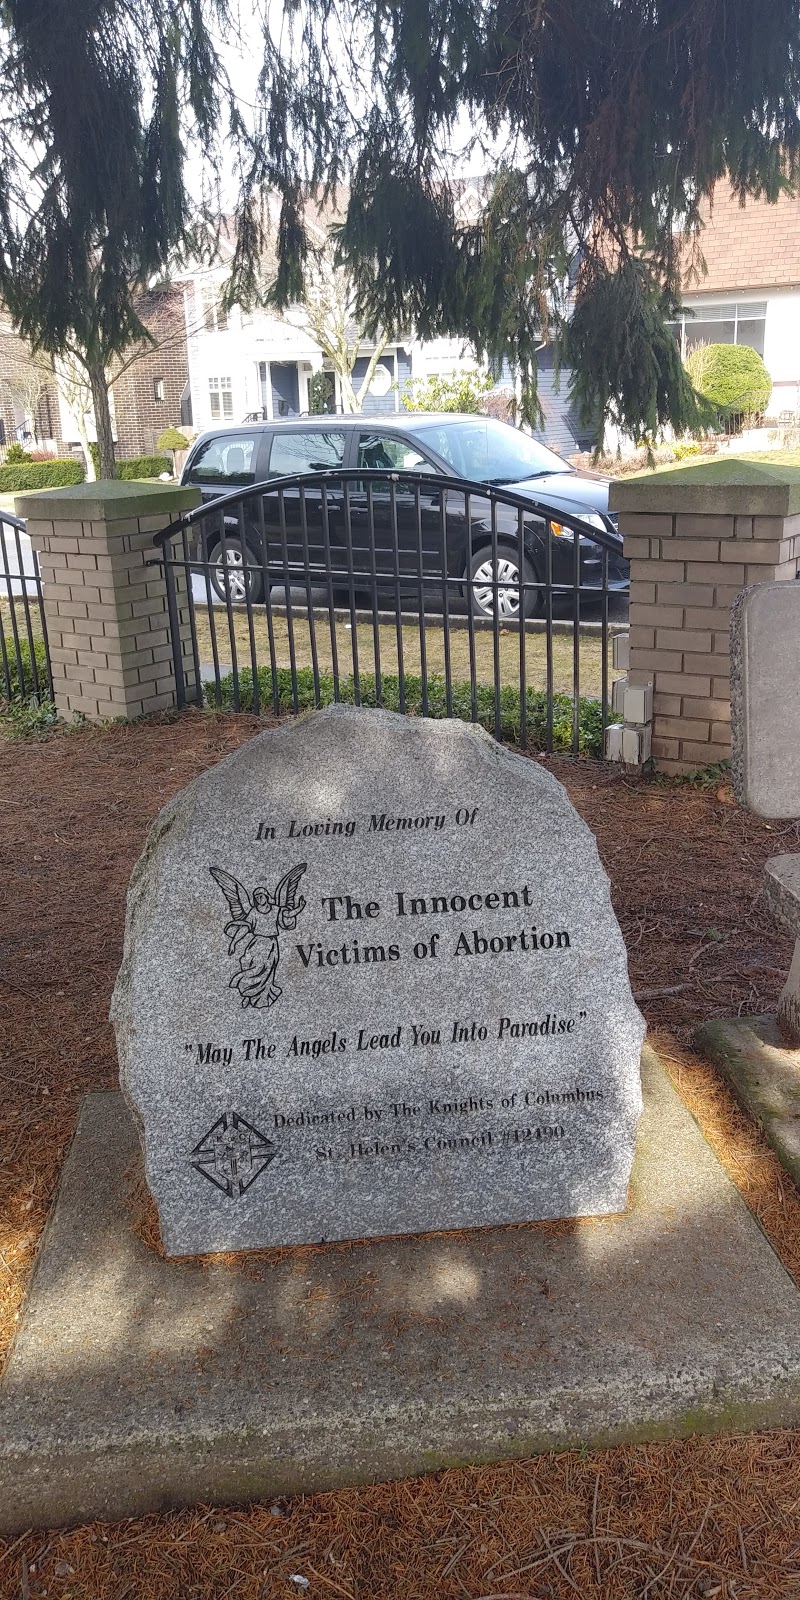 In Loving Memory Of
The Innocent
Victims of Abortion
"May The Angels Lead You Into Paradise"
Dedicated by The Knights of Columbus
St. Helen's Council #12490